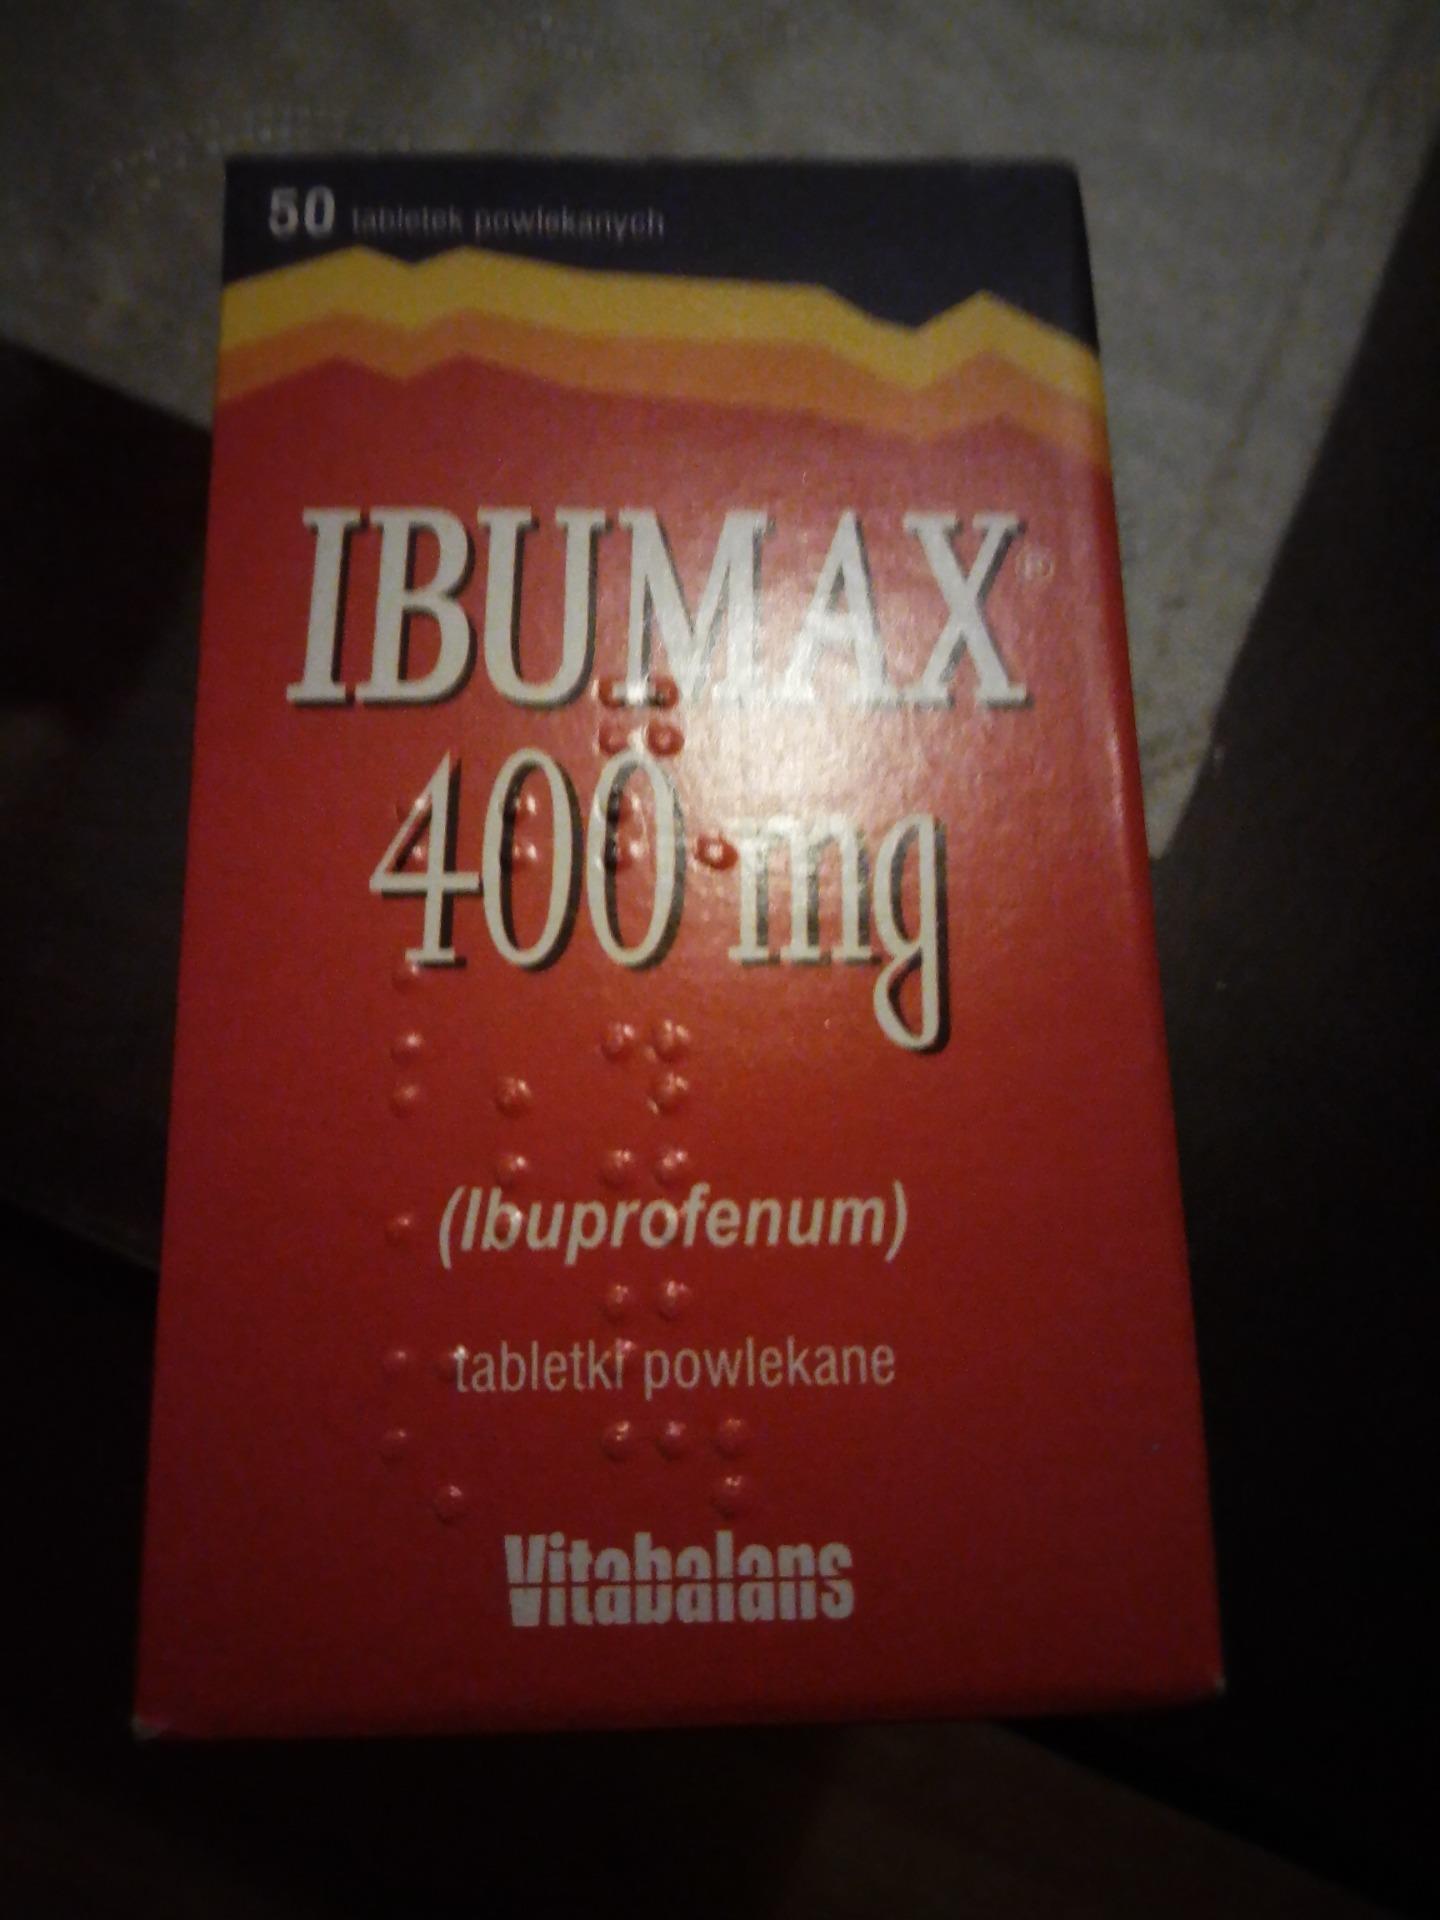 50 tabletek powlekanych
IBUMAX®
400 mg
(Ibuprofenum)
tabletki powlekane
Vitabalans